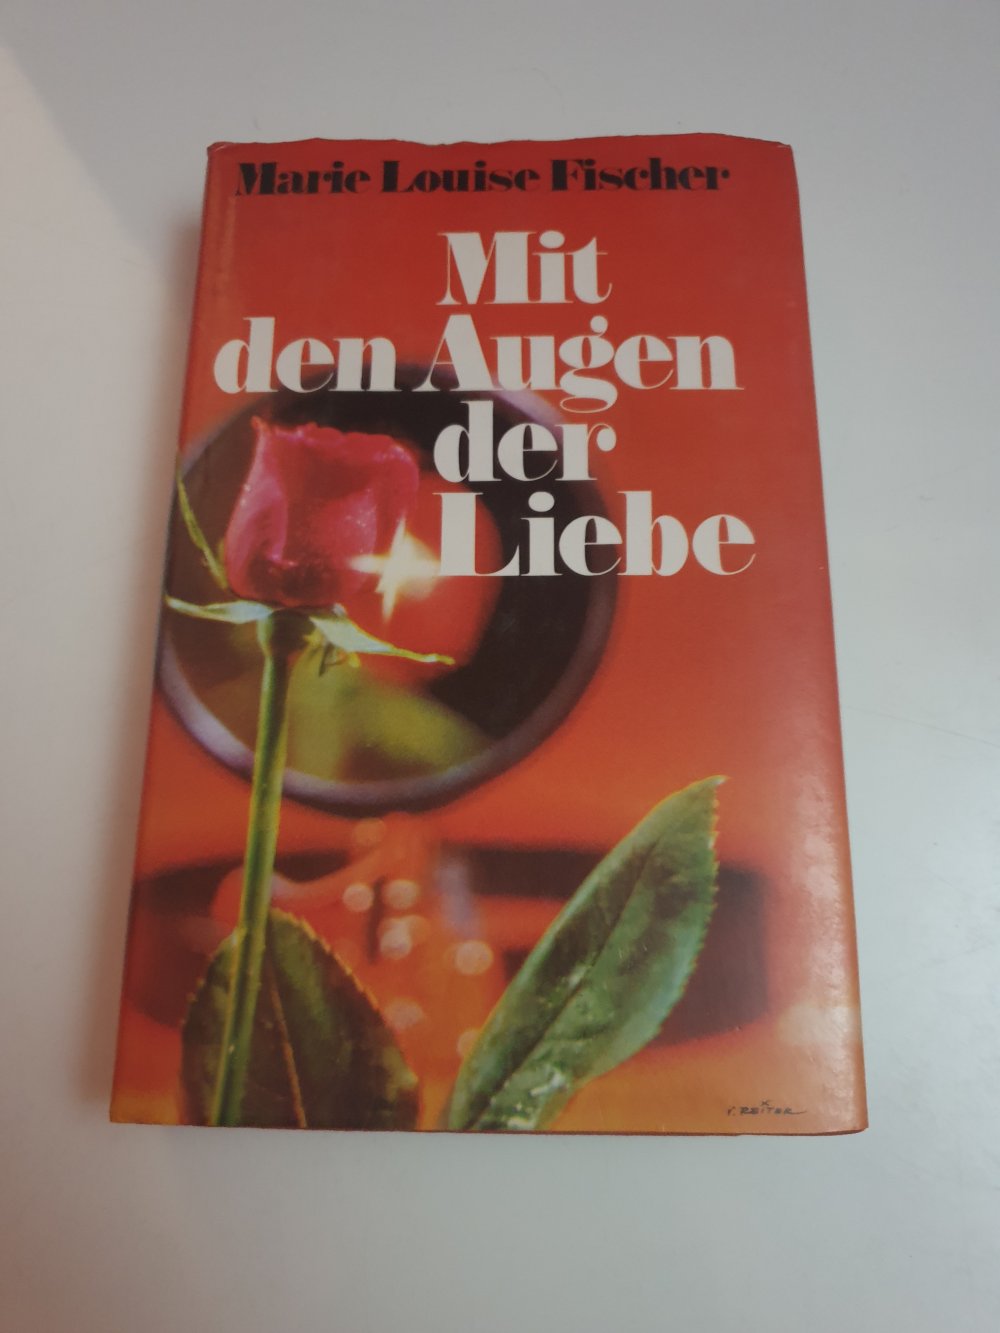 Marie Louise Fischer
Mit
den Augen
der
Liebe